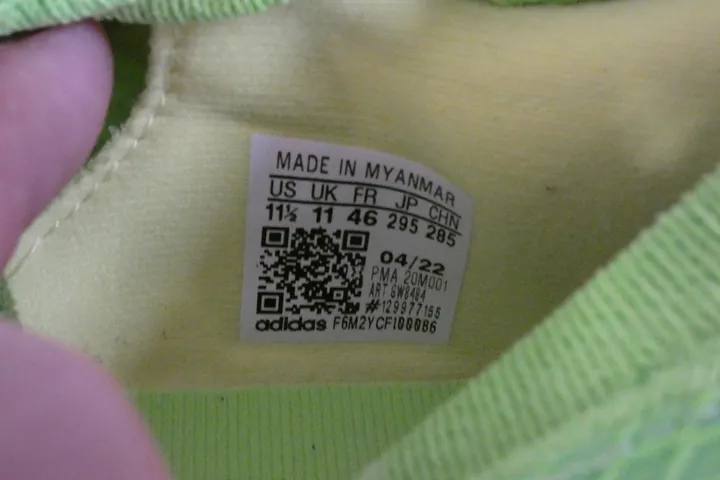 MADE IN MYANMAR
US UK FR JP CHN
11½ 11 46 295 285
04/22
PMA 20M001
ART GW8484
#129977155
adidas F6M2YCFI00086